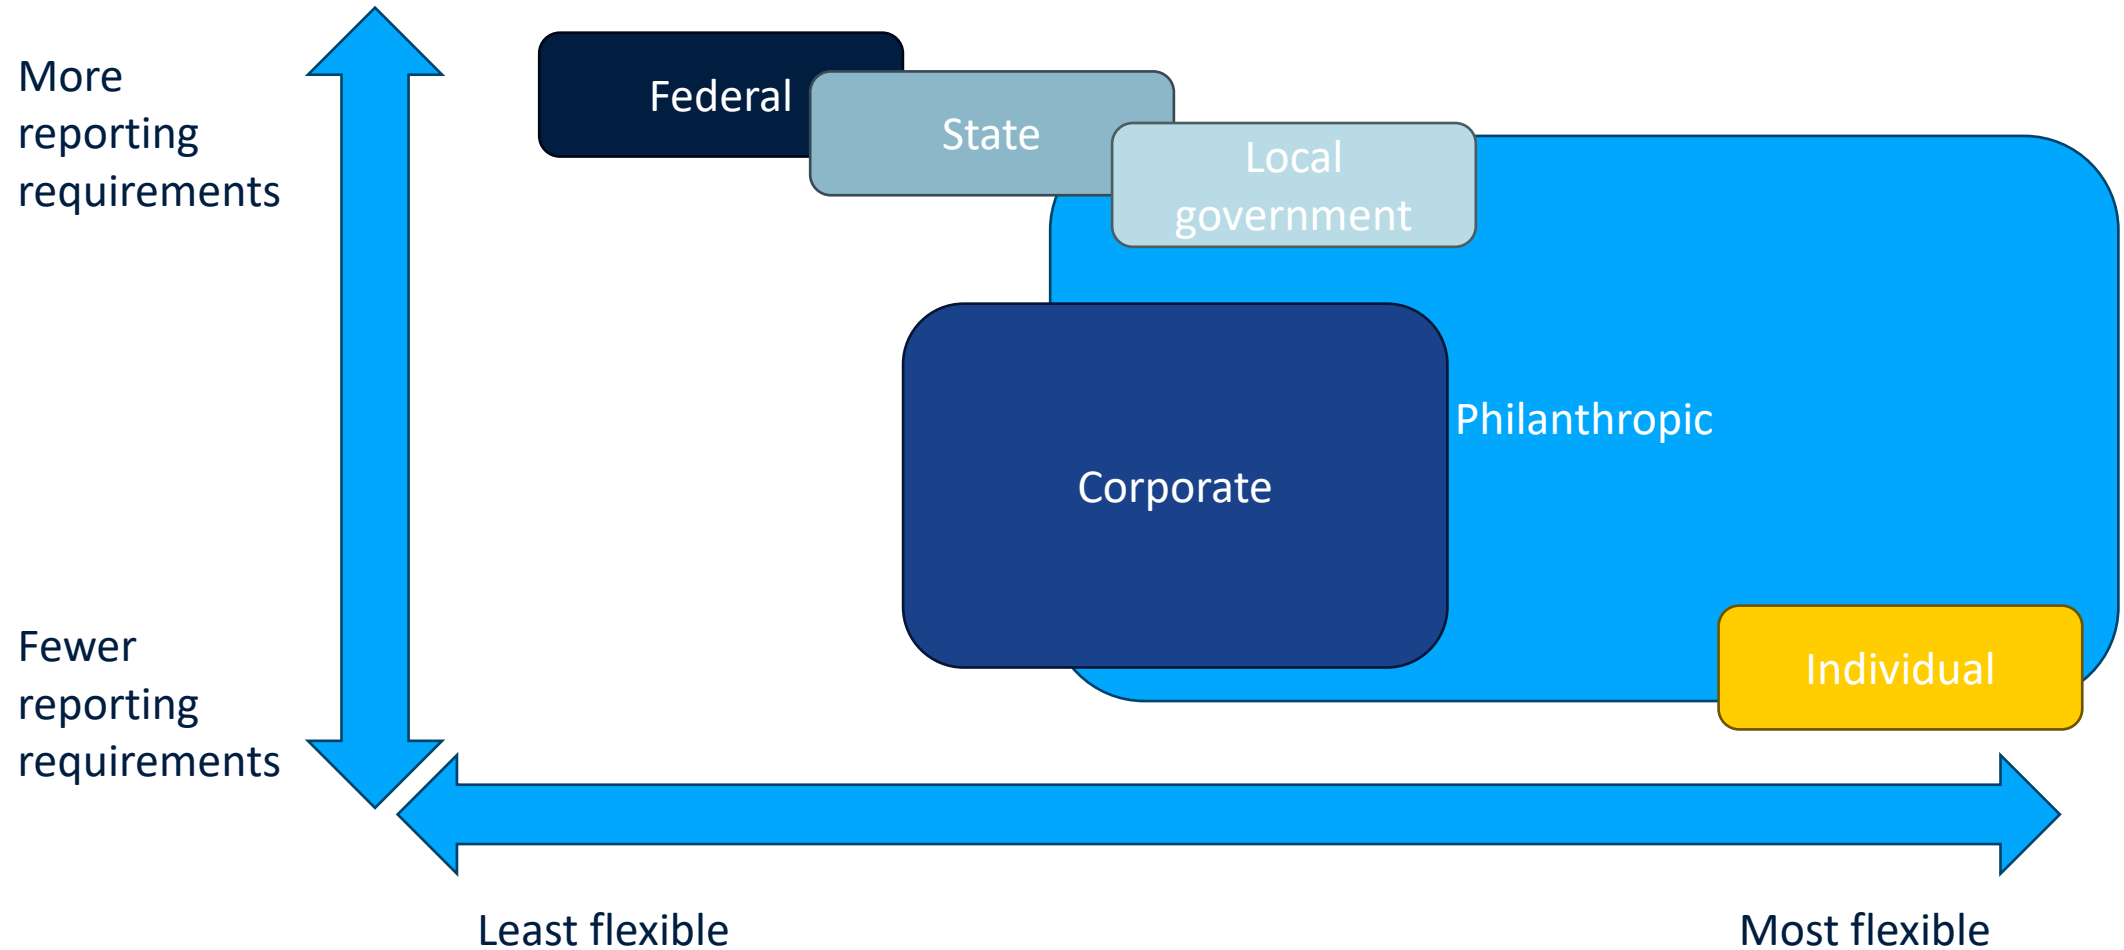 More
reporting
requirements
Federal
State
Local
government
Philanthropic
Corporate
Fewer
reporting
requirements
Individual
Least flexible
Most flexible